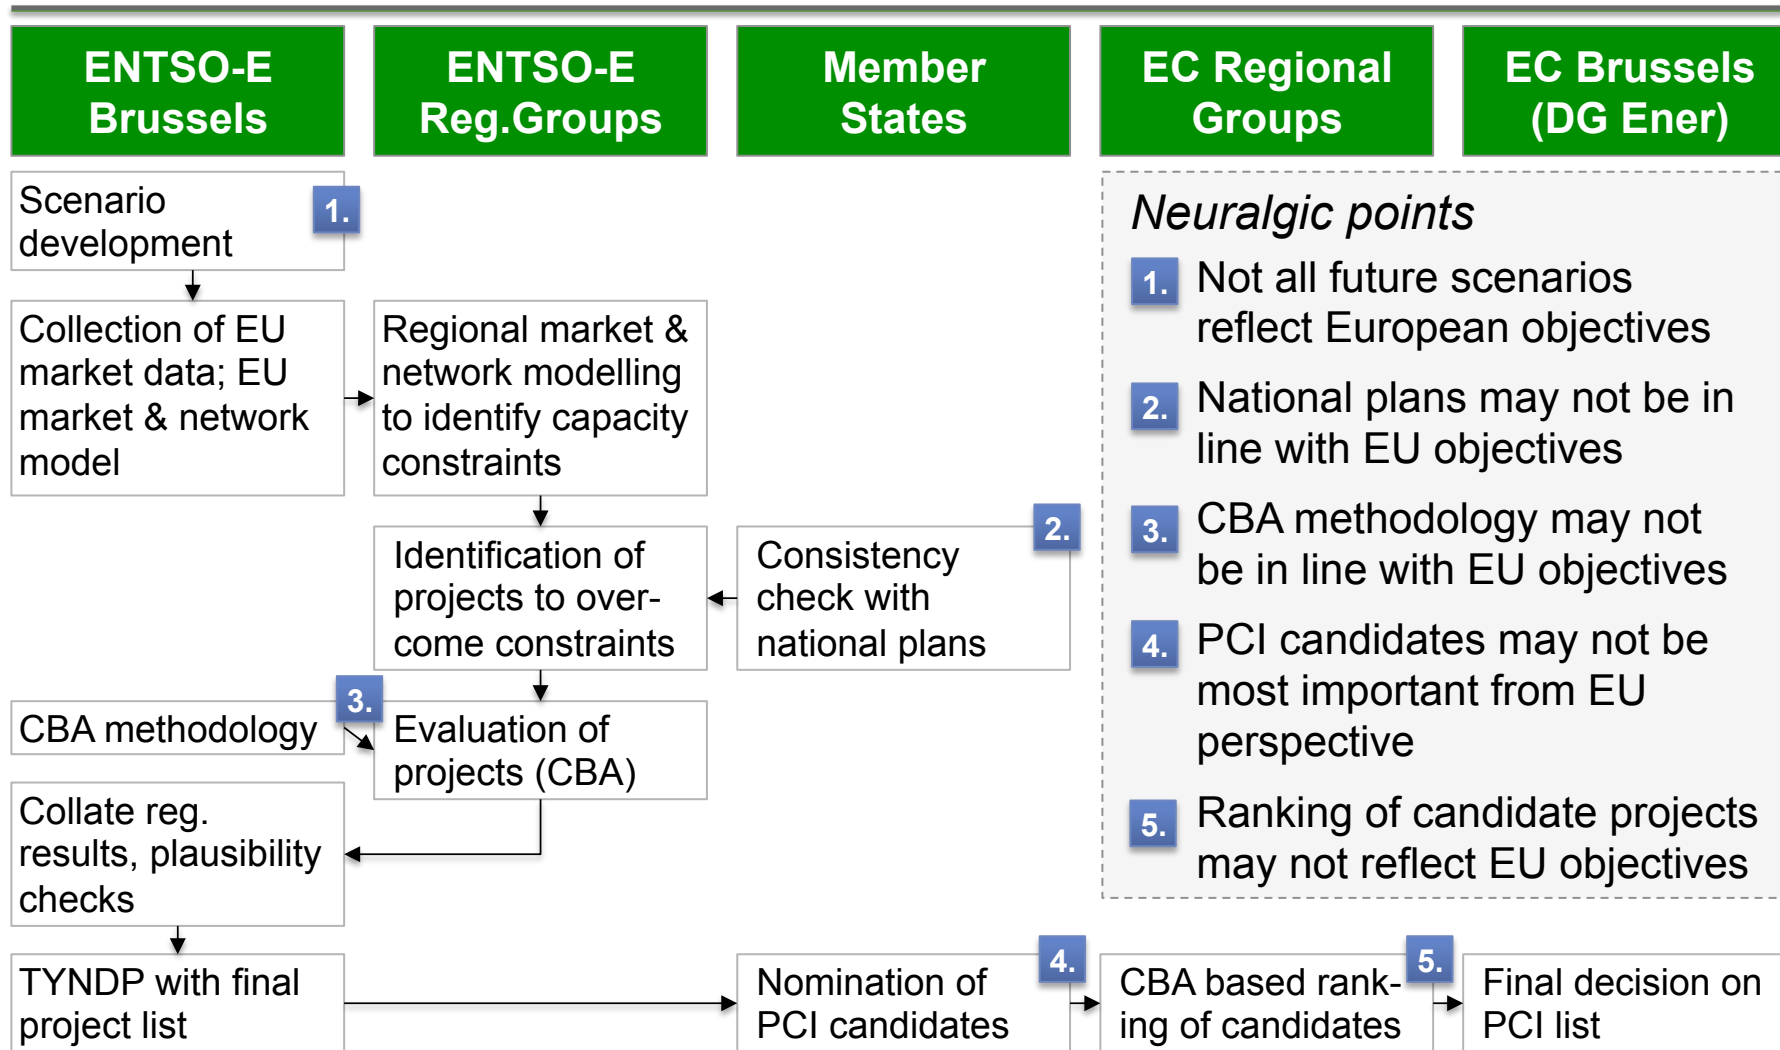 ENTSO-E
Brussels
ENTSO-E
Reg.Groups
Member
States
EC Regional
Groups
EC Brussels
(DG Ener)
Scenario
development
1.
Collection of EU
market data; EU
market & network
model
Regional market &
network modelling
to identify capacity
constraints
Identification of
projects to over-
come constraints
2.
Consistency
check with
national plans
CBA methodology
3.
Evaluation of
projects (CBA)
Collate reg.
results, plausibility
checks
TYNDP with final
project list
Nomination of
PCI candidates
4.
CBA based rank-
ing of candidates
5.
Final decision on
PCI list
Neuralgic points
1. Not all future scenarios
reflect European objectives
2. National plans may not be in
line with EU objectives
3. CBA methodology may not
be in line with EU objectives
4. PCI candidates may not be
most important from EU
perspective
5. Ranking of candidate projects
may not reflect EU objectives